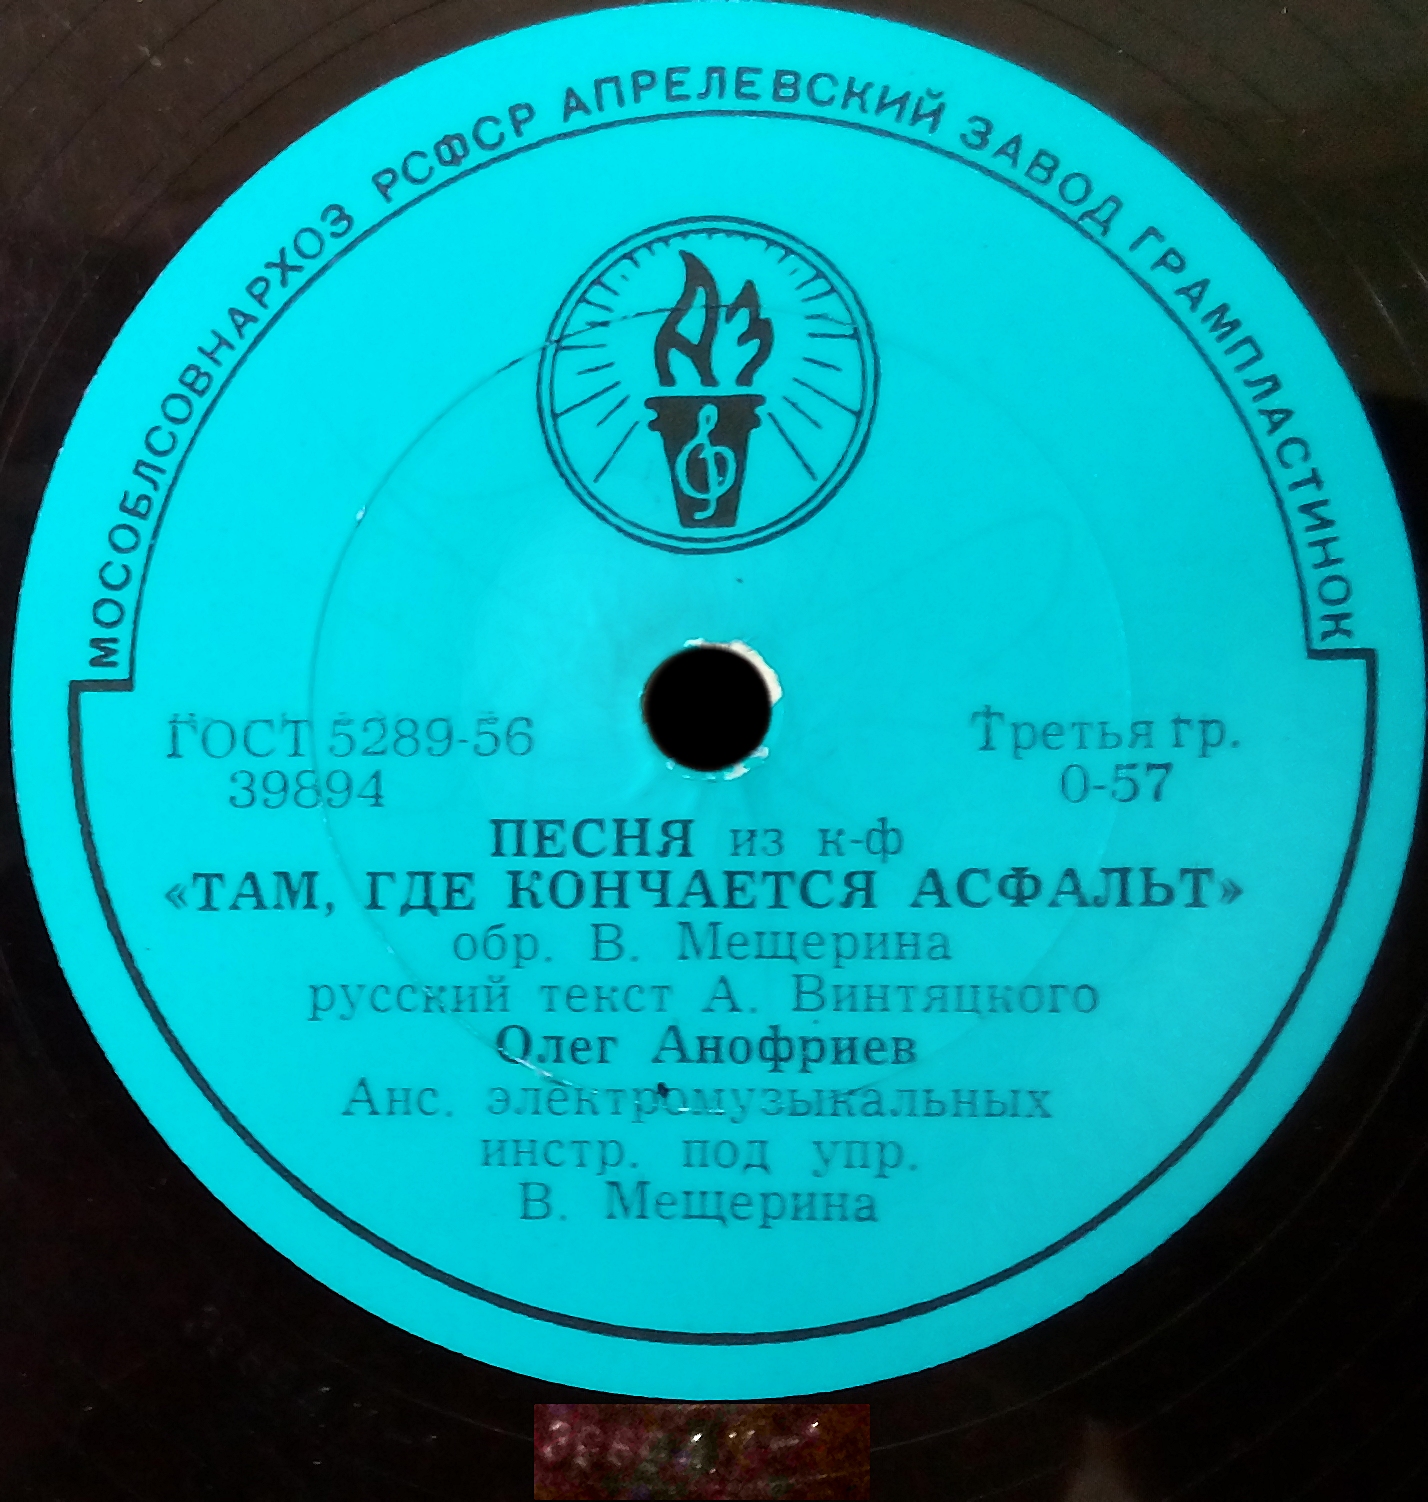 МОСОБЛСОВНАРХОЗ РСФСР АПРЕЛЕВСКИЙ ЗАВОД ГРАМПЛАСТИНОК
ГОСТ 5289-56
39894
Третья гр.
0-57
ПЕСНЯ из к-ф
«ТАМ, ГДЕ КОНЧАЕТСЯ АСФАЛЬТ»
обр. В. Мещерина
русский текст А. Винтяцкого
Олег Анофриев
Анс. электромузыкальных
инстр. под упр.
В. Мещерина